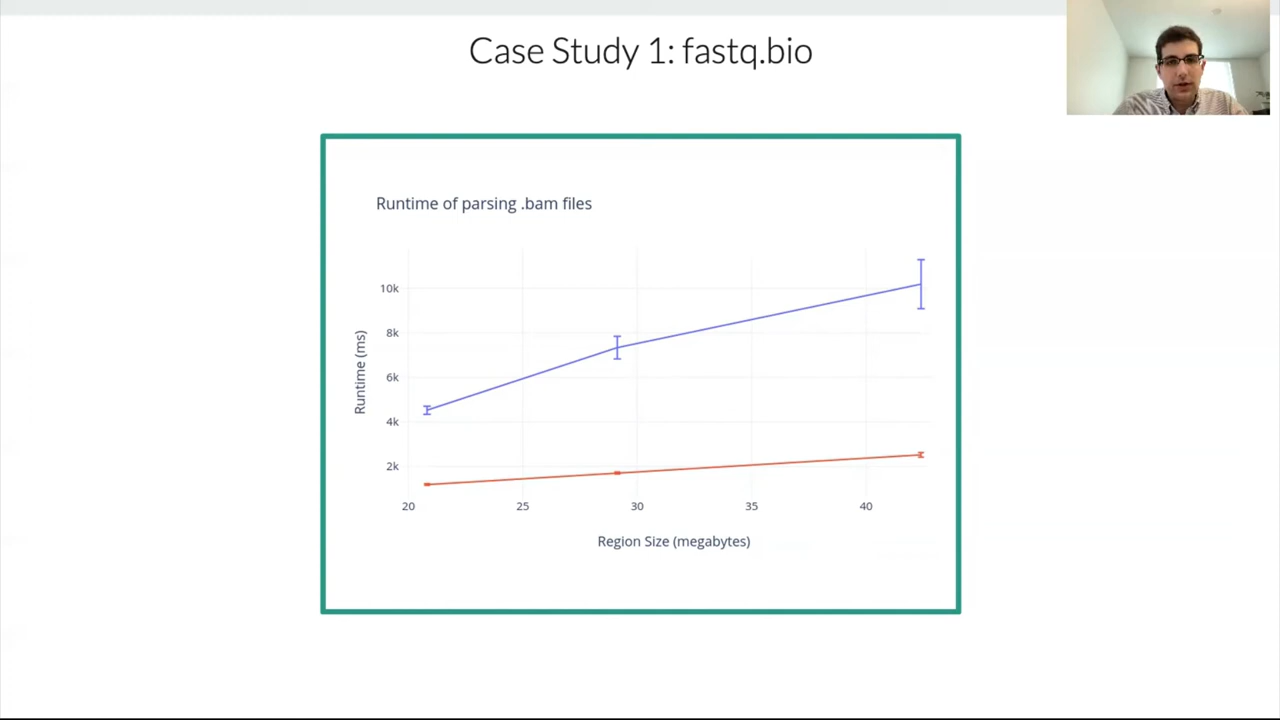 Case Study 1: fastq.bio
Runtime of parsing .bam files
Runtime (ms)
10k
8k
6k
4k
2k
20 25 30 35 40
Region Size (megabytes)